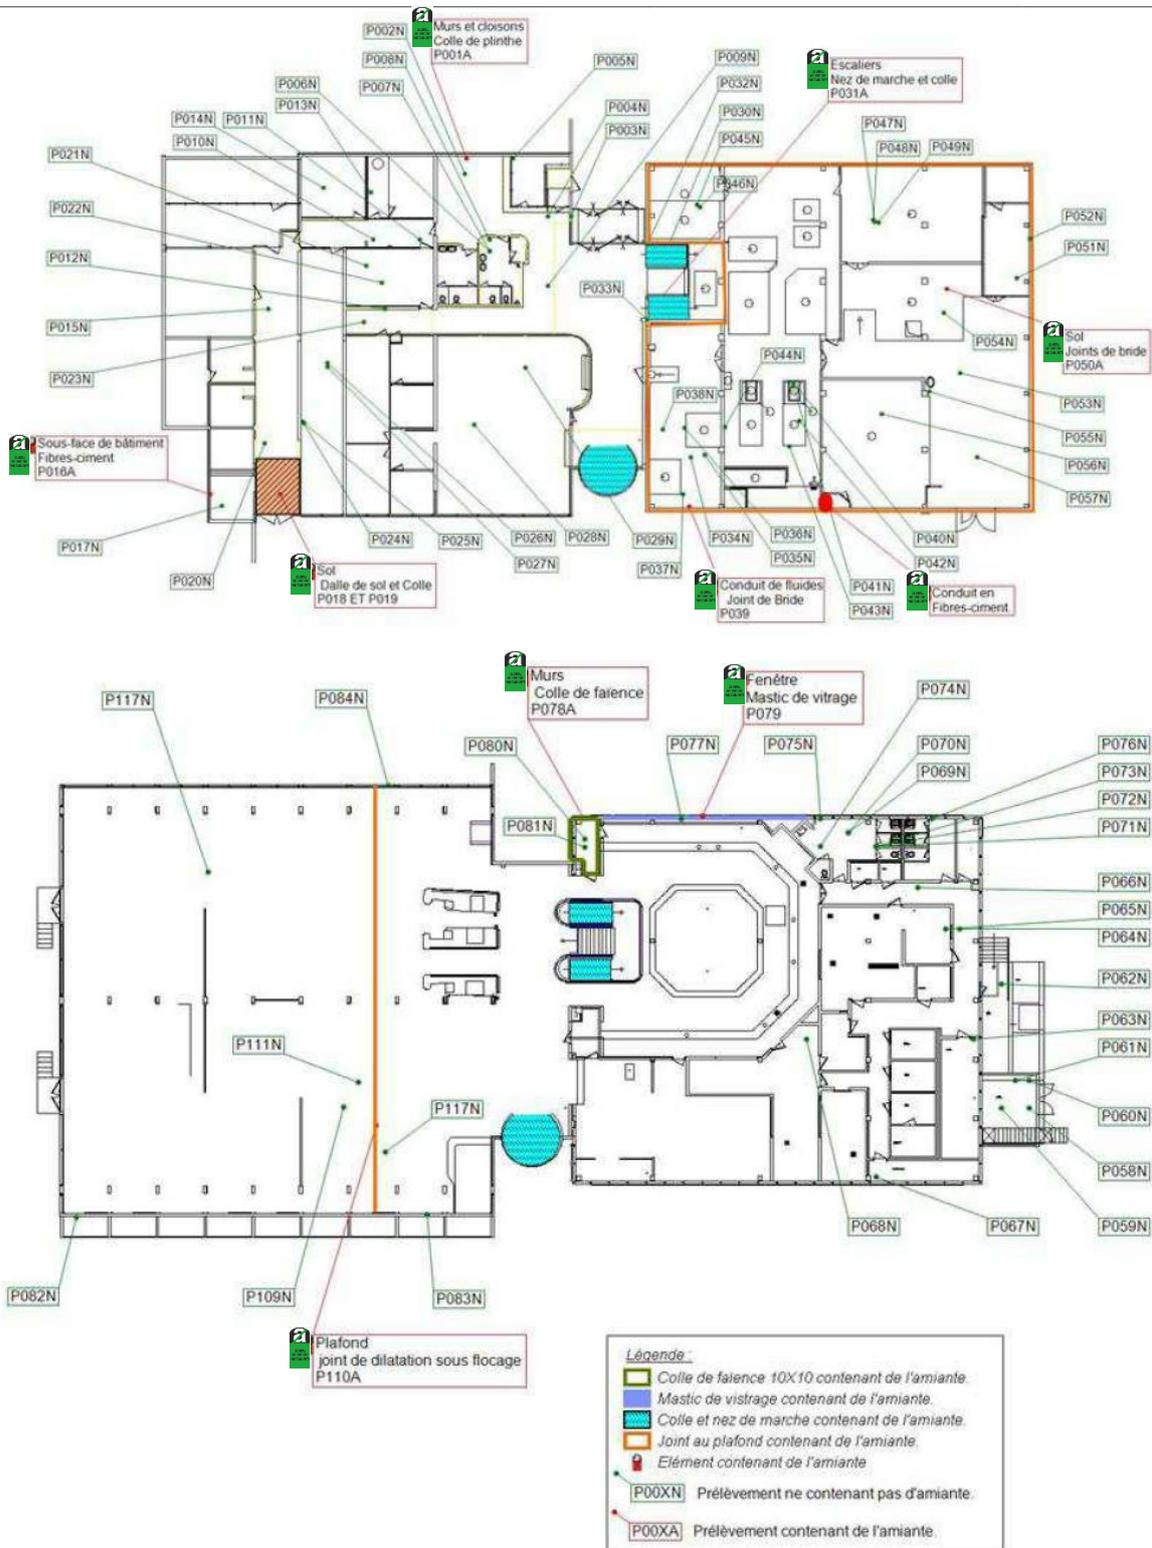 P002N
Murs et cloisons
Colle de plinthe
P001A
P008N
P007N
P005N
P009N
P032N
Escaliers
Nez de marche et colle
P031A
P006N
P013N
P004N
P003N
P030N
P045N
P014N
P011N
P010N
P047N
P048N
P049N
P021N
P046N
P022N
P052N
P051N
P012N
P033N
P015N
P054N
Sol
Joints de bride
P050A
P044N
P023N
P038N
P053N
Sous-face de bâtiment
Fibres-ciment
P016A
P055N
P056N
P057N
P017N
P024N
P025N
P026N
P027N
P028N
P029N
P034N
P036N
P035N
P040N
P042N
P037N
P020N
Sol
Dalle de sol et Colle
P018 ET P019
Conduit de fluides
Joint de Bride
P039
P041N
P043N
Conduit en
Fibres-ciment
Murs
Colle de faïence
P078A
Fenêtre
Mastic de vitrage
P079
P117N
P084N
P074N
P080N
P077N
P075N
P070N
P069N
P076N
P073N
P072N
P071N
P081N
P066N
P065N
P064N
P062N
P063N
P061N
P111N
P060N
P117N
P058N
P068N
P067N
P059N
P082N
P109N
P083N
Plafond
joint de dilatation sous flocage
P110A
Légende :
Colle de faïence 10X10 contenant de l'amiante.
Mastic de vistrage contenant de l'amiante.
Colle et nez de marche contenant de l'amiante.
Joint au plafond contenant de l'amiante.
Elément contenant de l'amiante
P00XN Prélèvement ne contenant pas d'amiante.
P00XA Prélèvement contenant de l'amiante.